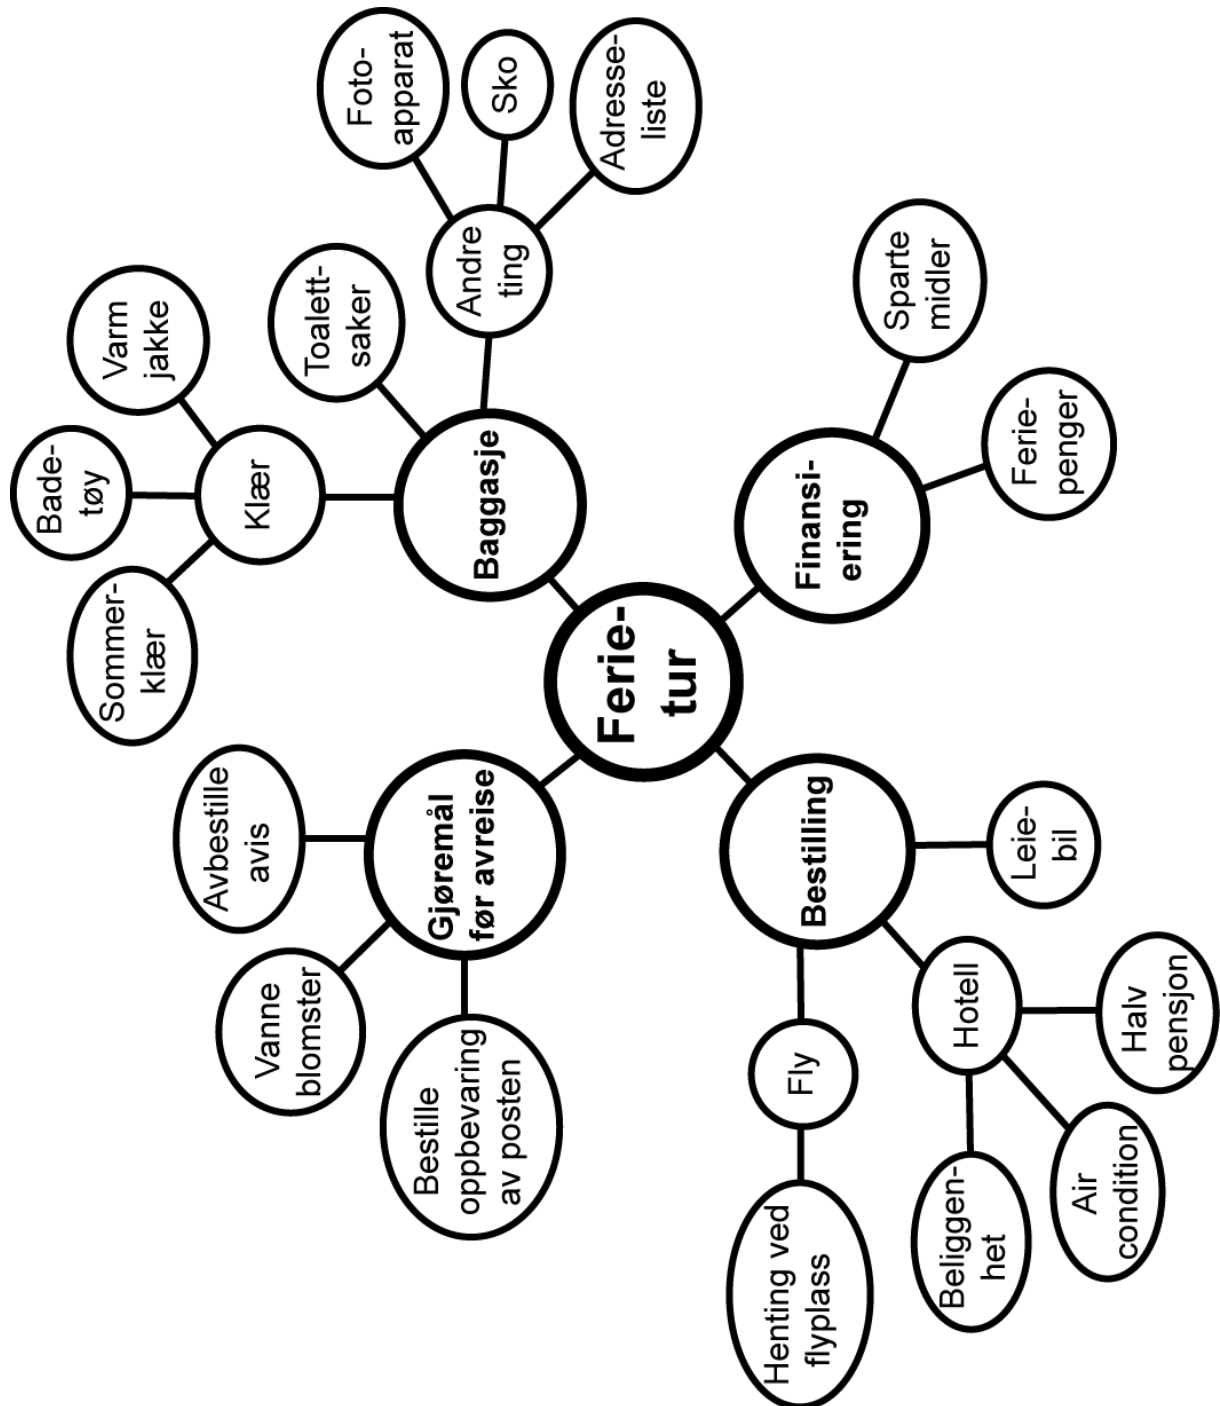 Ferie-
tur
Gjøremål
før avreise
Avbestille
avis
Vanne
blomster
Bestille
oppbevaring
av posten
Baggasje
Klær
Sommer-
klær
Bade-
tøy
Varm
jakke
Toalett-
saker
Andre
ting
Foto-
apparat
Sko
Adresse-
liste
Finansi-
ering
Sparte
midler
Ferie-
penger
Bestilling
Leie-
bil
Hotell
Halv
pensjon
Air
condition
Beliggen-
het
Fly
Henting ved
flyplass